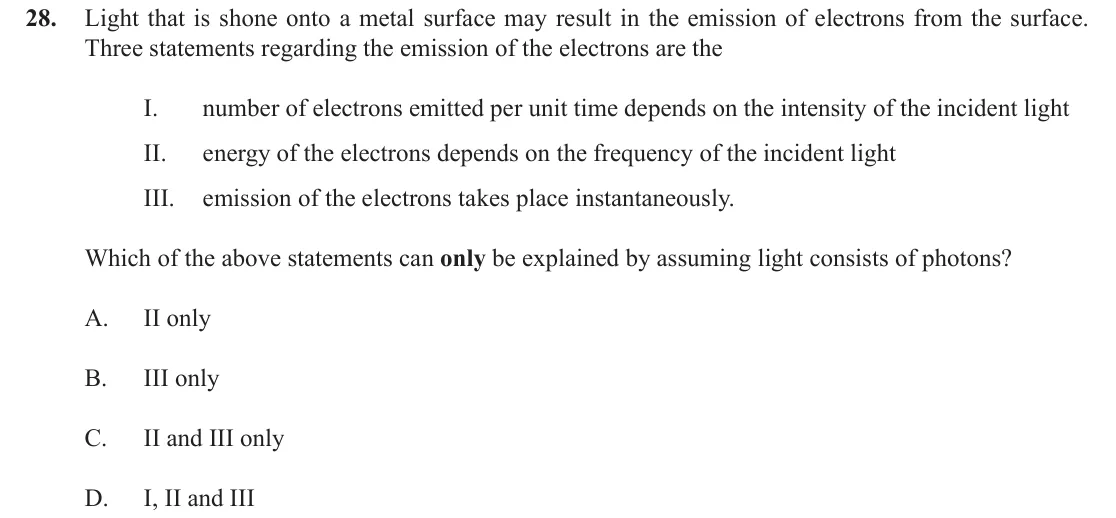 28. Light that is shone onto a metal surface may result in the emission of electrons from the surface.
Three statements regarding the emission of the electrons are the
I. number of electrons emitted per unit time depends on the intensity of the incident light
II. energy of the electrons depends on the frequency of the incident light
III. emission of the electrons takes place instantaneously.
Which of the above statements can only be explained by assuming light consists of photons?
A. II only
B. III only
C. II and III only
D. I, II and III